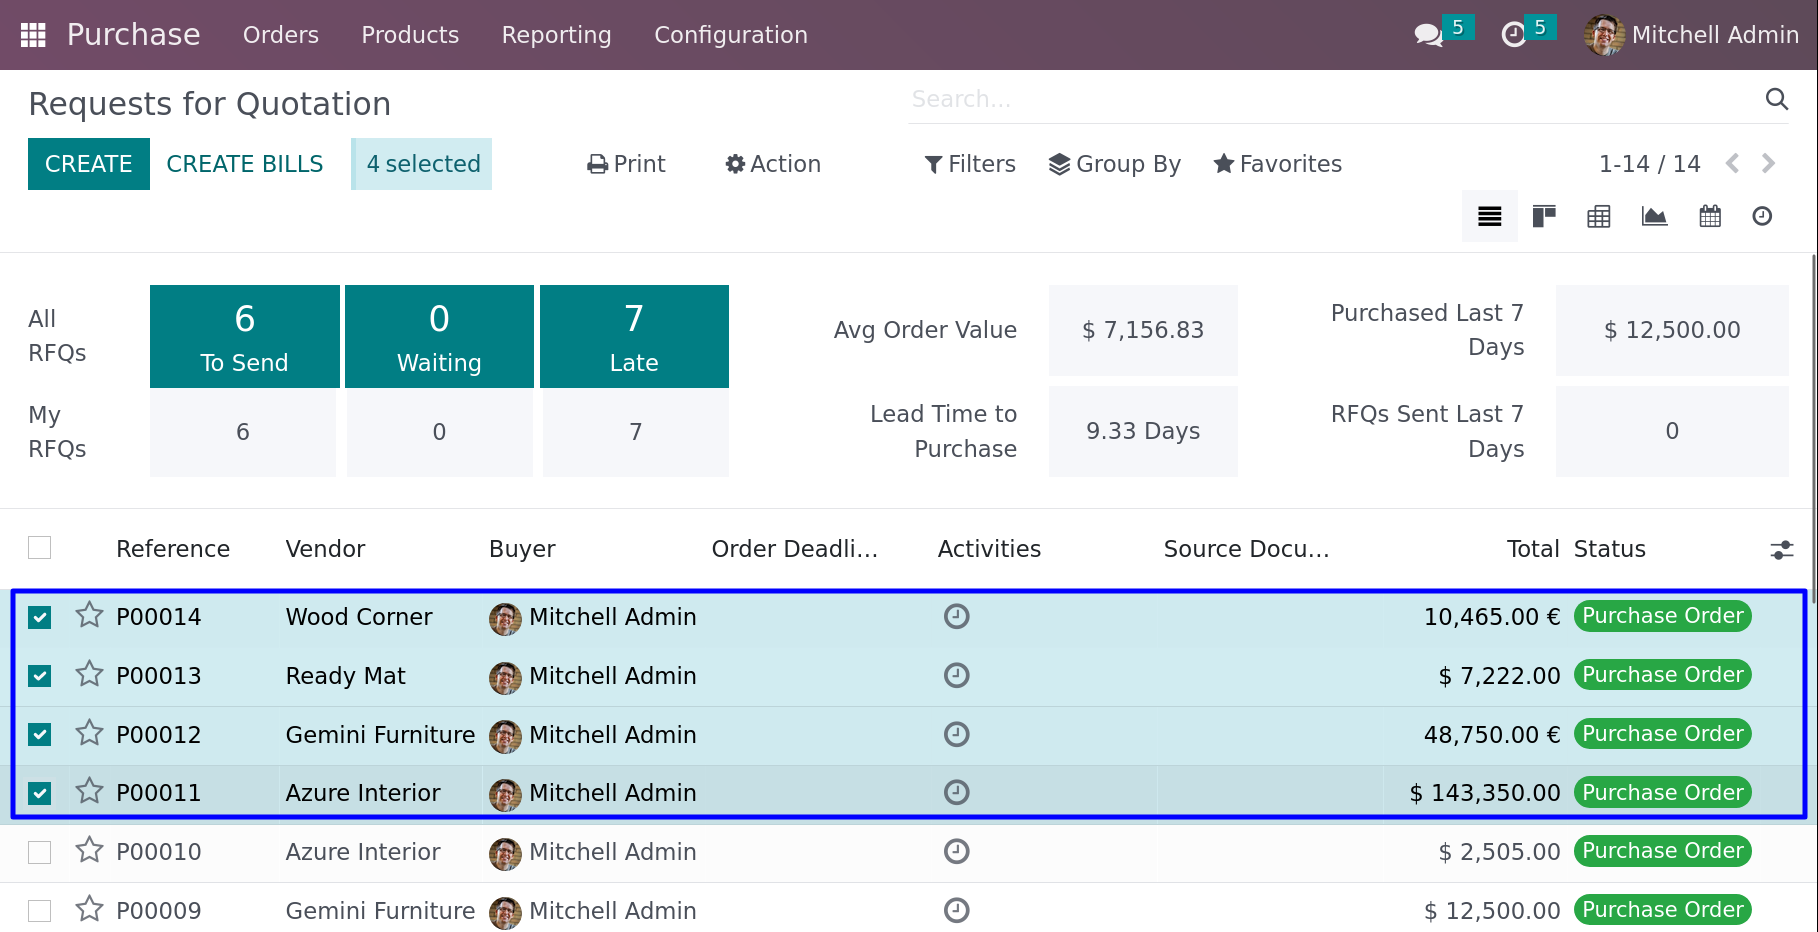 Purchase Orders Products Reporting Configuration 5 5 Mitchell Admin
Requests for Quotation Search...
CREATE CREATE BILLS 4 selected Print Action Filters Group By Favorites 1-14 / 14
All RFQs 6 To Send 0 Waiting 7 Late Avg Order Value $ 7,156.83 Purchased Last 7 Days $ 12,500.00
My RFQs 6 0 7 Lead Time to Purchase 9.33 Days RFQs Sent Last 7 Days 0
Reference Vendor Buyer Order Deadli... Activities Source Docu... Total Status
P00014 Wood Corner Mitchell Admin 10,465.00 € Purchase Order
P00013 Ready Mat Mitchell Admin $ 7,222.00 Purchase Order
P00012 Gemini Furniture Mitchell Admin 48,750.00 € Purchase Order
P00011 Azure Interior Mitchell Admin $ 143,350.00 Purchase Order
P00010 Azure Interior Mitchell Admin $ 2,505.00 Purchase Order
P00009 Gemini Furniture Mitchell Admin $ 12,500.00 Purchase Order